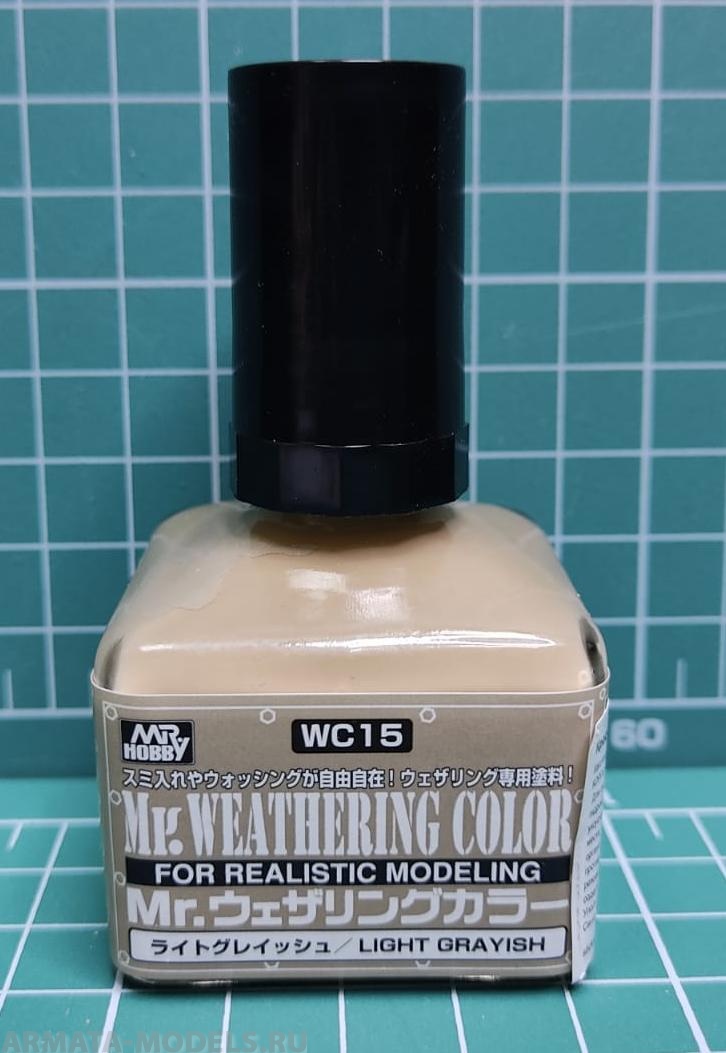 60
MR.
HOBBY
WC15
スミ入れやウォッシングが自由自在！ウェザリング専用塗料！
Mr. WEATHERING COLOR
FOR REALISTIC MODELING
Mr.ウェザリングカラー
ライトグレイッシュ／LIGHT GRAYISH
ARMATA-MODELS.RU